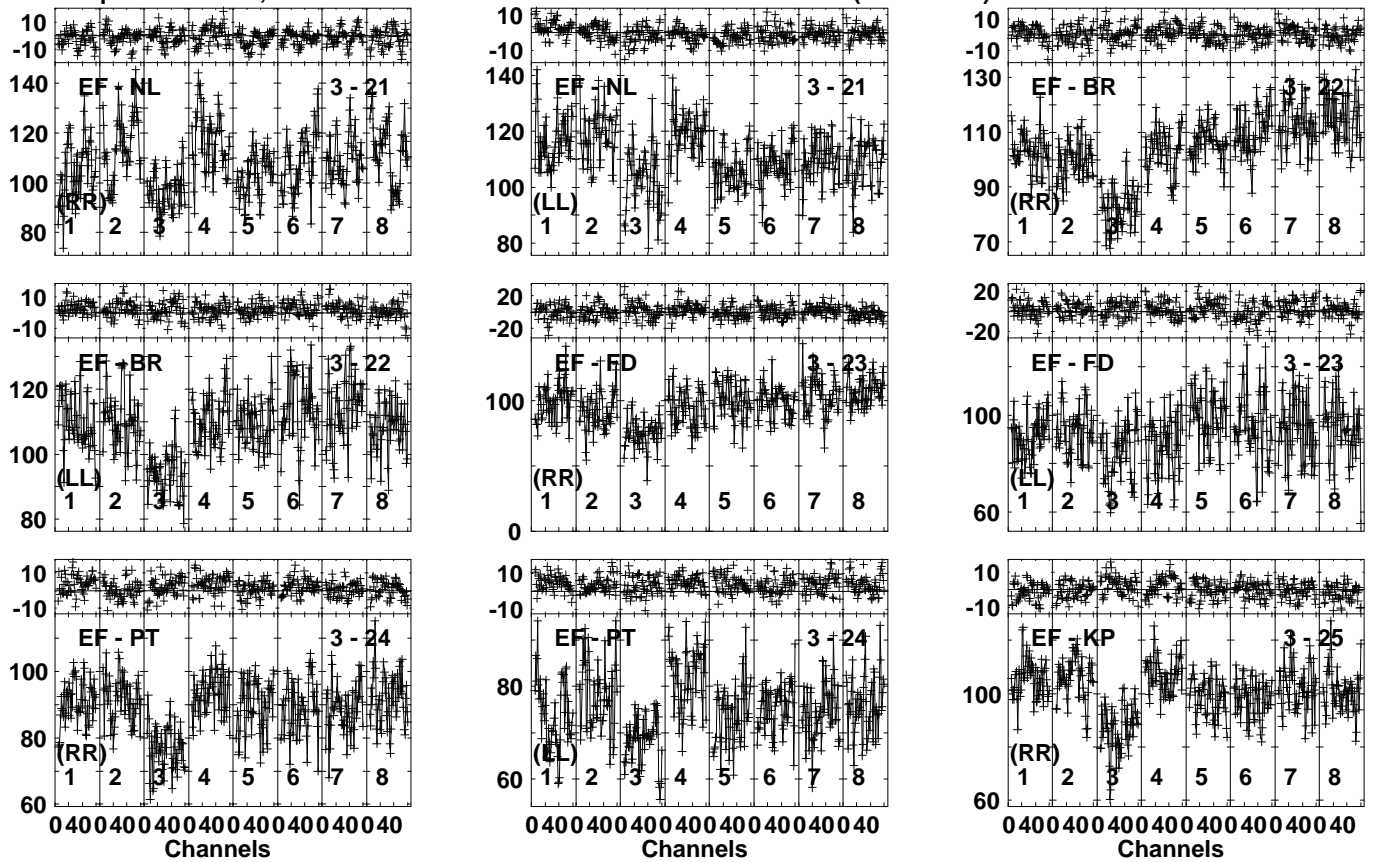 10 10 10
-10 -10 -10
140 EF - NL 3 - 21 140 EF - NL 3 - 21 130 EF - BR 3 - 22
120 120 110
100 100 90
(RR) (LL) (RR)
80 1 2 3 4 5 6 7 8 80 1 2 3 4 5 6 7 8 70 1 2 3 4 5 6 7 8
10 20 20
-10 -20 -20
EF - BR 3 - 22 EF - FD 3 - 23 EF - FD 3 - 23
120 100 100
100
(LL) (RR) (LL)
80 1 2 3 4 5 6 7 8 0 1 2 3 4 5 6 7 8 60 1 2 3 4 5 6 7 8
10 10 10
-10 -10 -10
EF - PT 3 - 24 EF - PT 3 - 24 EF - KP 3 - 25
100 80 100
80
(RR) (LL) (RR)
60 1 2 3 4 5 6 7 8 60 1 2 3 4 5 6 7 8 60 1 2 3 4 5 6 7 8
0 40 0 40 0 40 0 40 0 40 0 40 0 40 0 40 0 40 0 40 0 40 0 40 0 40 0 40 0 40 0 40 0 40 0 40 0 40 0 40 0 40 0 40 0 40 0 40
Channels Channels Channels